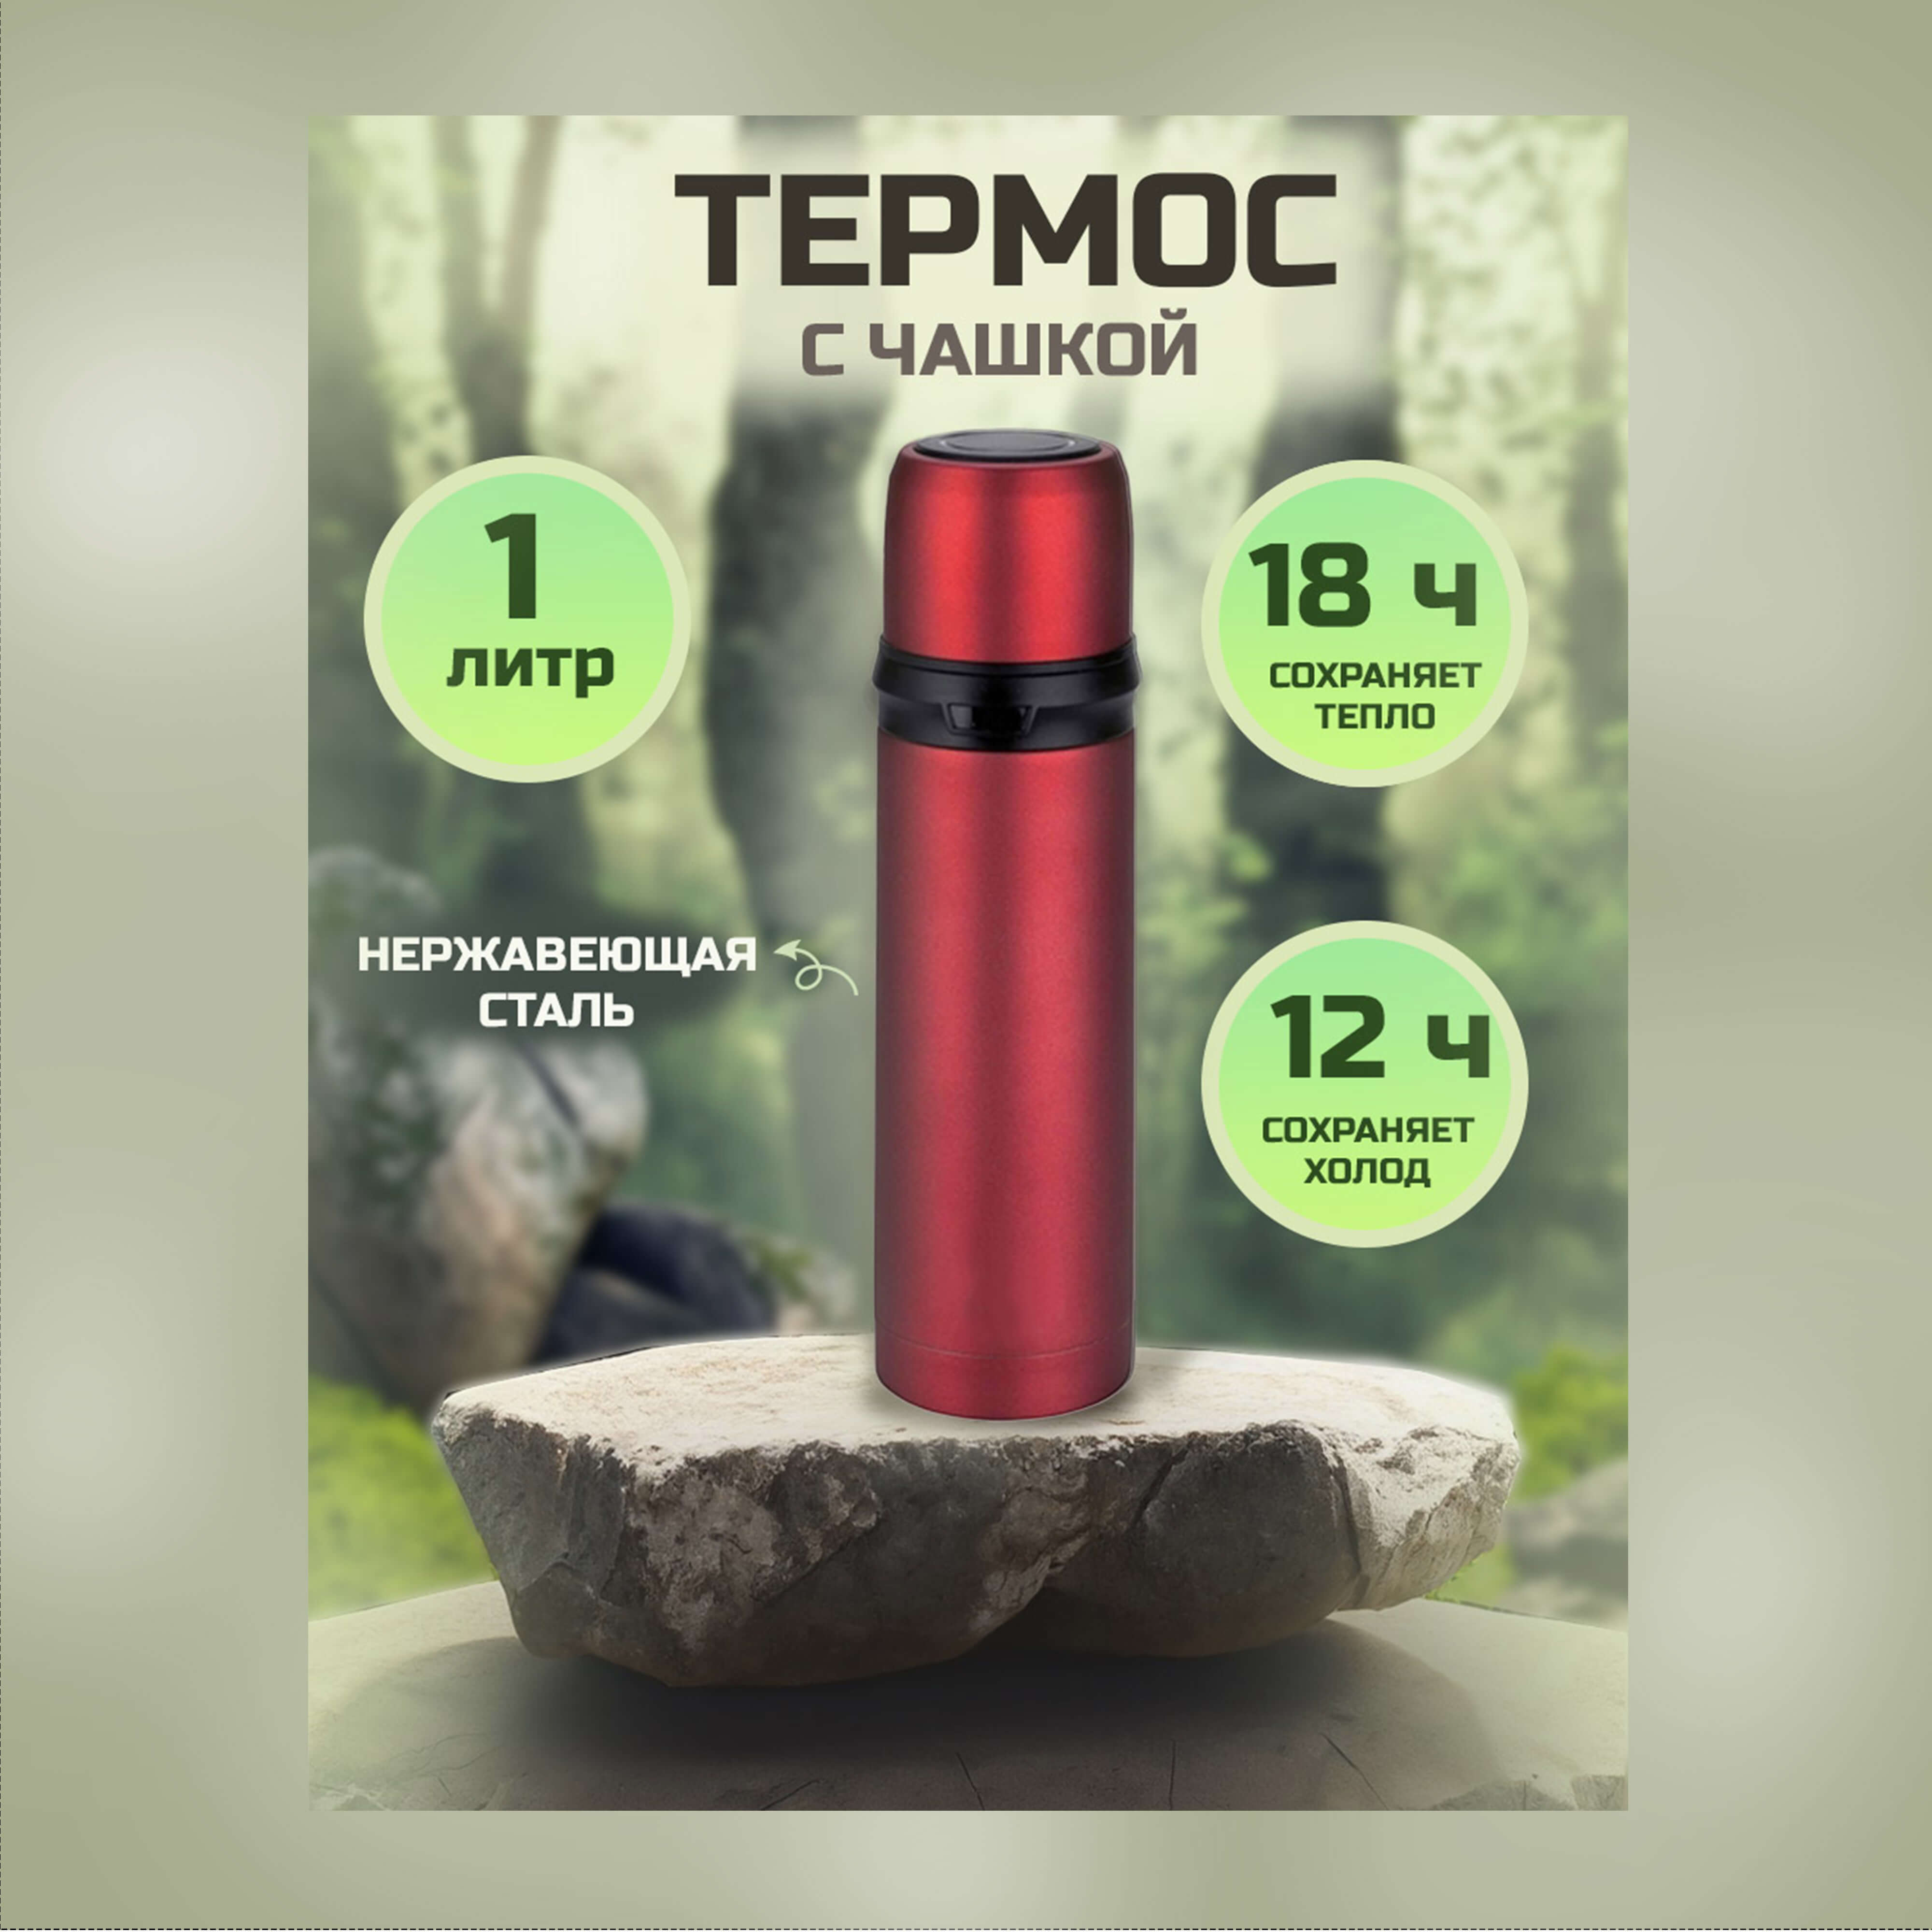 ТЕРМОС
С ЧАШКОЙ
1
литр
18 ч
СОХРАНЯЕТ
ТЕПЛО
НЕРЖАВЕЮЩАЯ
СТАЛЬ
12 ч
СОХРАНЯЕТ
ХОЛОД